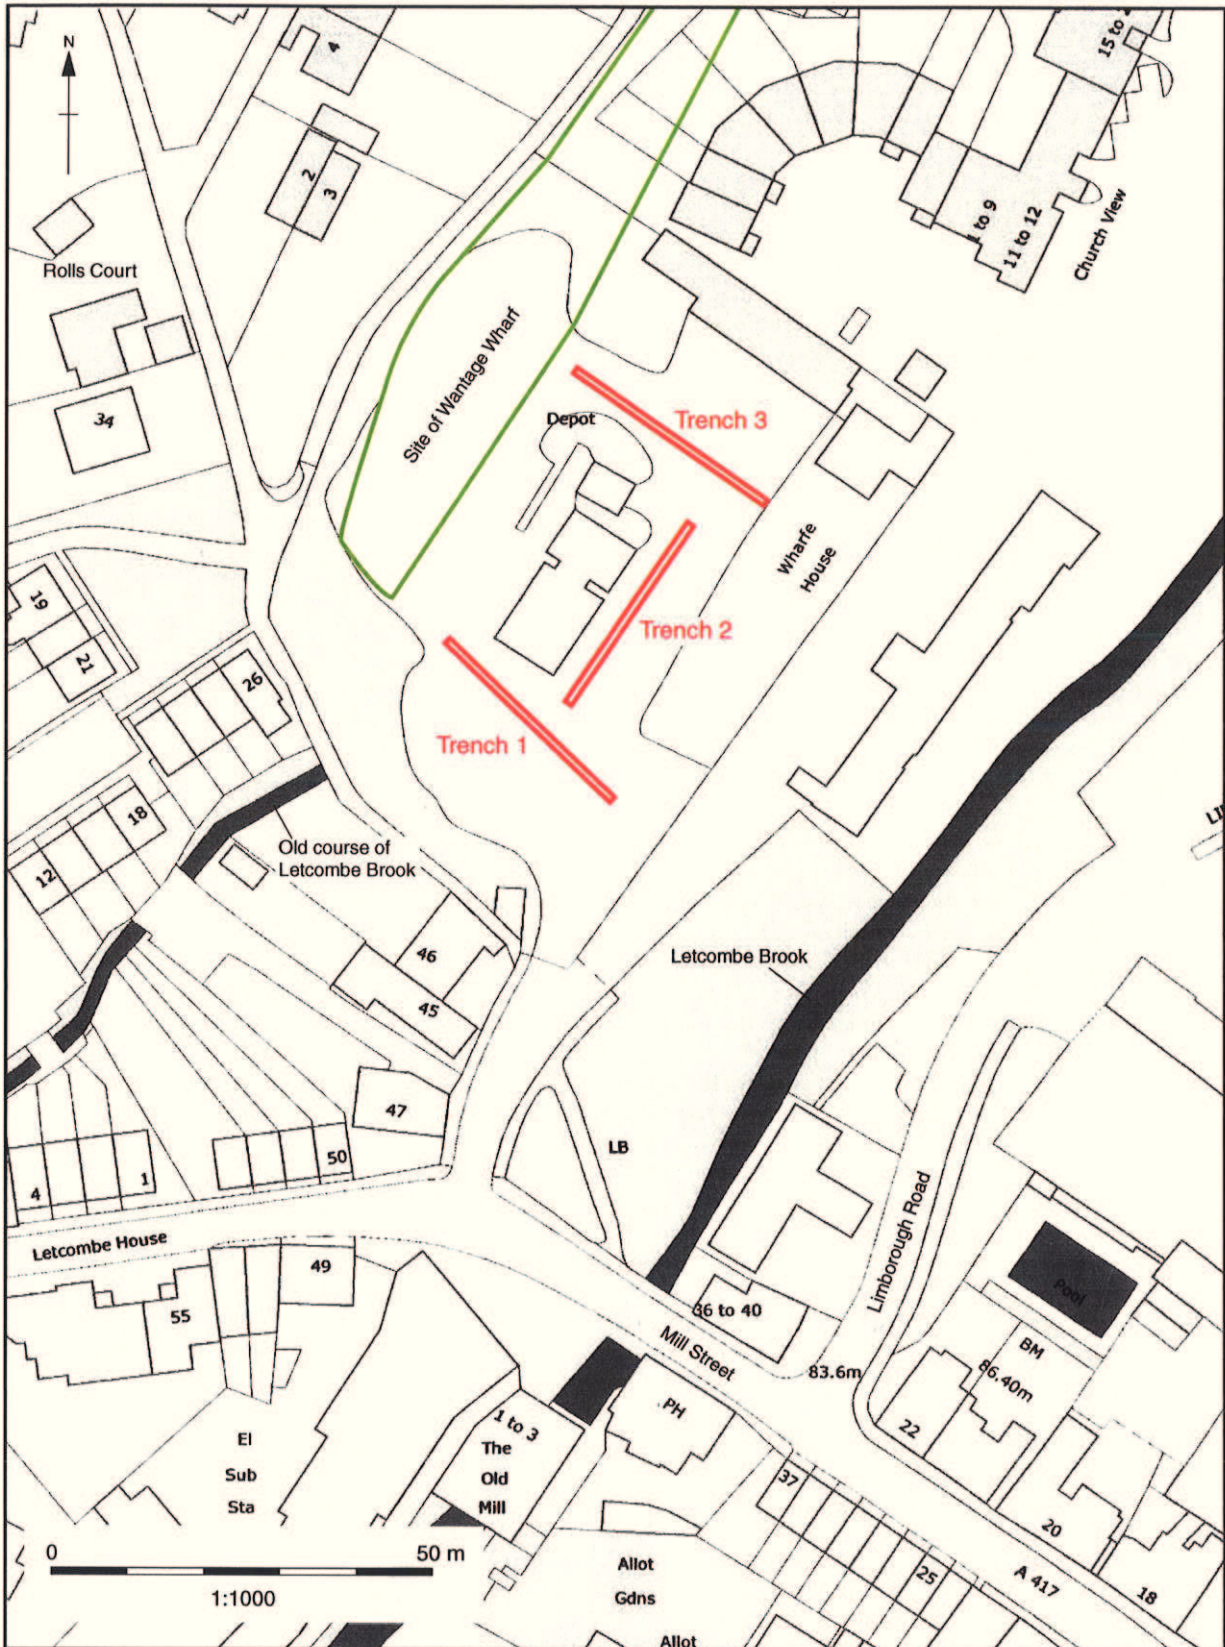 N
4
15 to
2
3
1 to 9
11 to 12
Church View
Rolls Court
34
Site of Wantage Wharf
Depot
Trench 3
Wharfe
House
19
21
26
Trench 2
Trench 1
18
12
Old course of
Letcombe Brook
46
45
Letcombe Brook
47
50
LB
4
1
Letcombe House
49
55
36 to 40
Limborough Road
Pool
Mill Street
83.6m
BM
86.40m
PH
22
1 to 3
The
Old
Mill
El
Sub
Sta
37
20
25
A 417
18
0
50 m
1:1000
Allot
Gdns
Allot